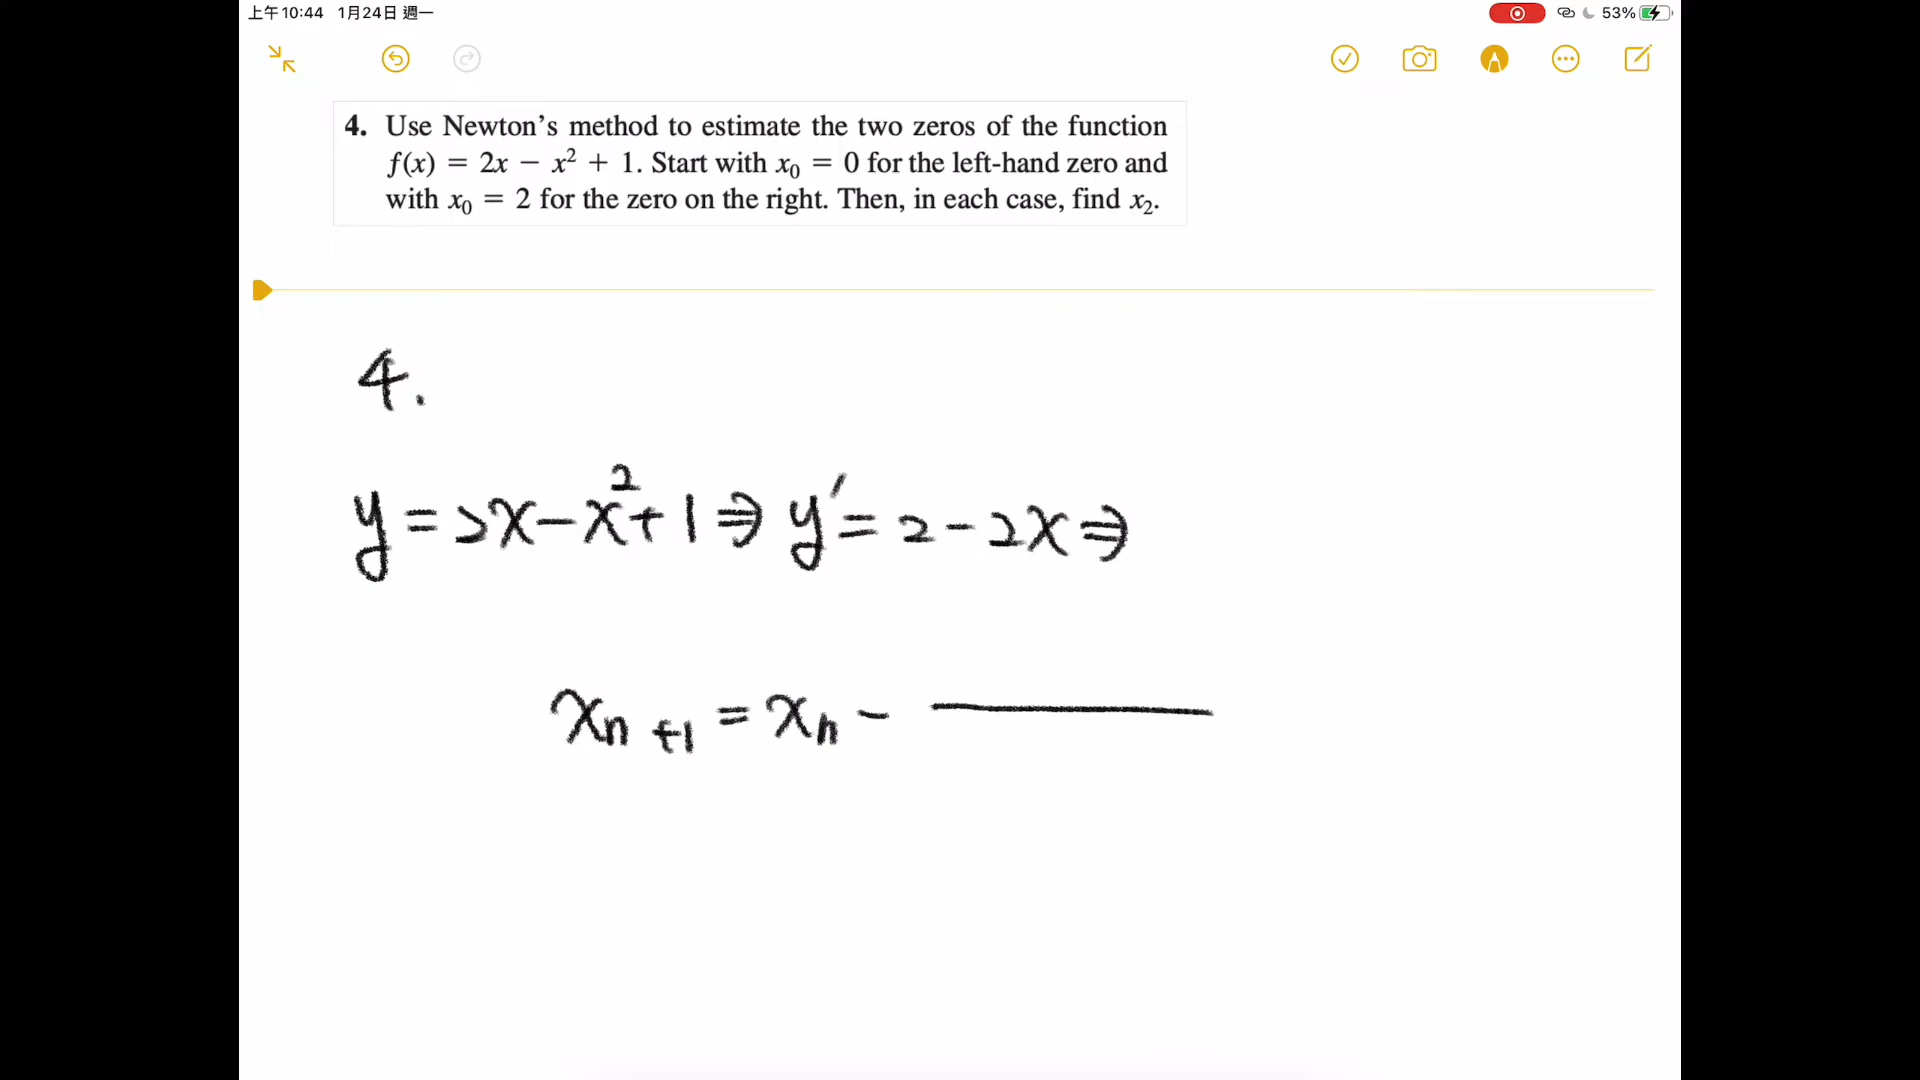 上午10:44 1月24日 週一 53%
4. Use Newton's method to estimate the two zeros of the function
f(x) = 2x − x² + 1. Start with x₀ = 0 for the left-hand zero and
with x₀ = 2 for the zero on the right. Then, in each case, find x₂.
4.
y = 2x − x² + 1 ⇒ y′ = 2 − 2x ⇒
xₙ₊₁ = xₙ −